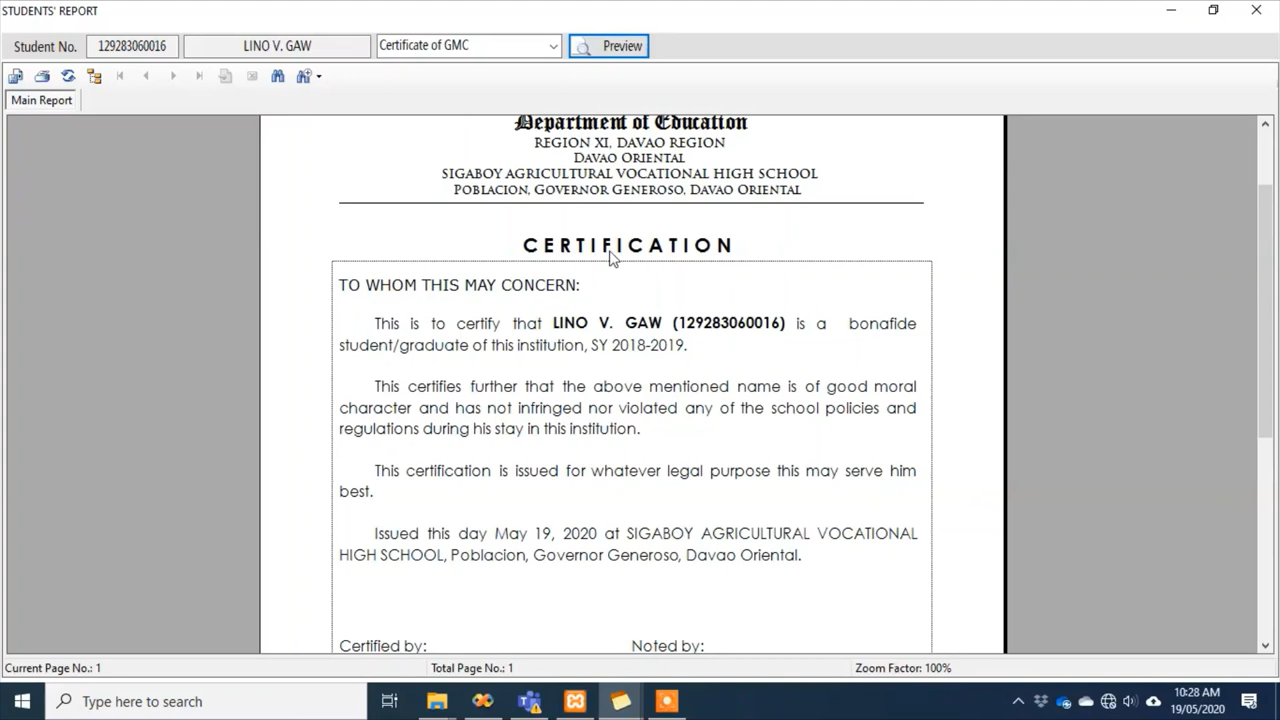 STUDENTS' REPORT
Student No. 129283060016 LINO V. GAW Certificate of GMC Preview
Main Report
Department of Education
REGION XI, DAVAO REGION
DAVAO ORIENTAL
SIGABOY AGRICULTURAL VOCATIONAL HIGH SCHOOL
POBLACION, GOVERNOR GENEROSO, DAVAO ORIENTAL
CERTIFICATION
TO WHOM THIS MAY CONCERN:
This is to certify that LINO V. GAW (129283060016) is a bonafide
student/graduate of this institution, SY 2018-2019.
This certifies further that the above mentioned name is of good moral
character and has not infringed nor violated any of the school policies and
regulations during his stay in this institution.
This certification is issued for whatever legal purpose this may serve him
best.
Issued this day May 19, 2020 at SIGABOY AGRICULTURAL VOCATIONAL
HIGH SCHOOL, Poblacion, Governor Generoso, Davao Oriental.
Certified by: Noted by:
Current Page No.: 1 Total Page No.: 1 Zoom Factor: 100%
Type here to search
10:28 AM
19/05/2020